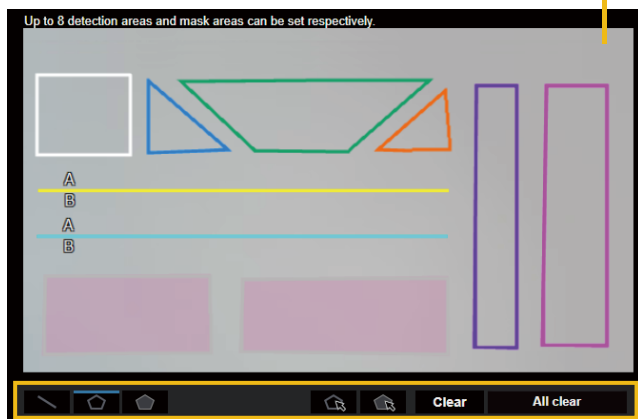 Up to 8 detection areas and mask areas can be set respectively.
A
B
A
B
Clear All clear